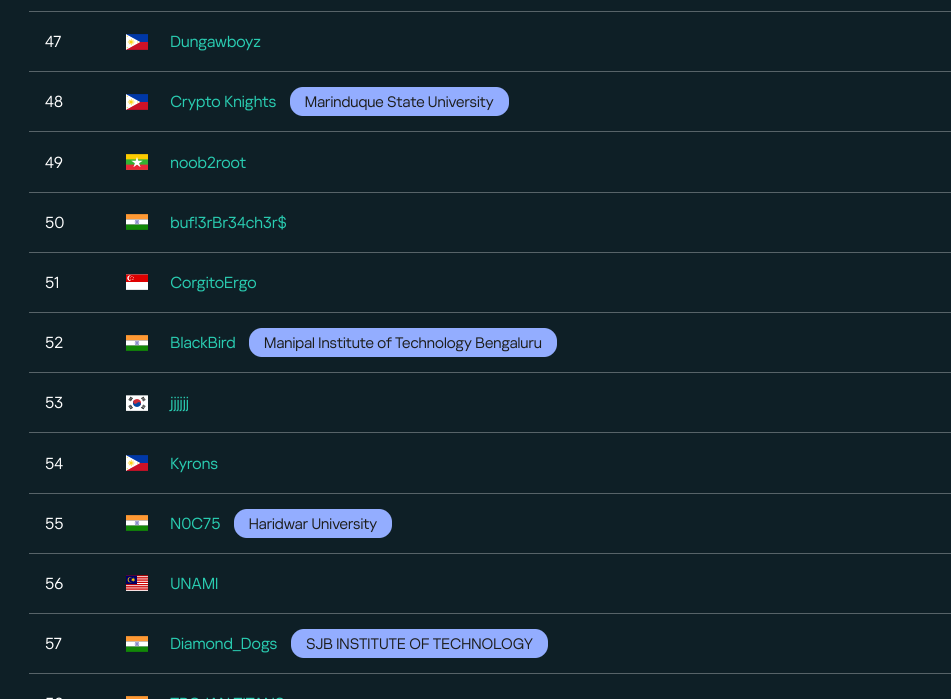 47 Dungawboyz
48 Crypto Knights Marinduque State University
49 noob2root
50 buf!3rBr34ch3r$
51 CorgitoErgo
52 BlackBird Manipal Institute of Technology Bengaluru
53 jjjjjj
54 Kyrons
55 N0C75 Haridwar University
56 UNAMI
57 Diamond_Dogs SJB INSTITUTE OF TECHNOLOGY